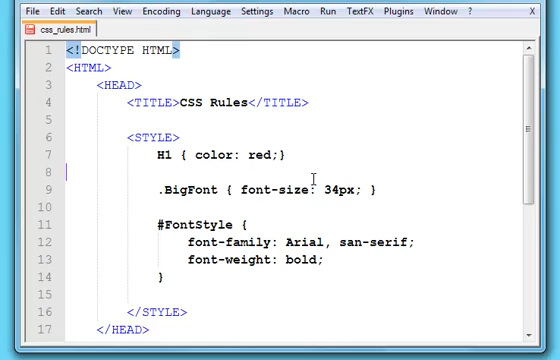 File Edit Search View Encoding Language Settings Macro Run TextFX Plugins Window ? X
css_rules.html
1 <!DOCTYPE HTML>
2 <HTML>
3 <HEAD>
4 <TITLE>CSS Rules</TITLE>
5
6 <STYLE>
7 H1 { color: red;}
8
9 .BigFont { font-size: 34px; }
10
11 #FontStyle {
12 font-family: Arial, san-serif;
13 font-weight: bold;
14 }
15
16 </STYLE>
17 </HEAD>